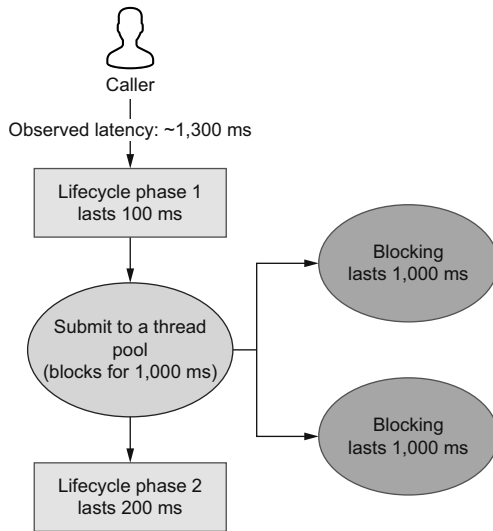 Caller
Observed latency: ~1,300 ms
Lifecycle phase 1
lasts 100 ms
Submit to a thread
pool
(blocks for 1,000 ms)
Blocking
lasts 1,000 ms
Blocking
lasts 1,000 ms
Lifecycle phase 2
lasts 200 ms